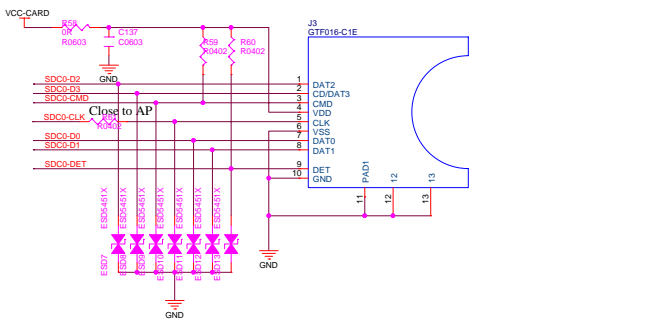 VCC-CARD
R58
0R
R0603
C137
C0603
GND
R59
R0402
R60
R0402
J3
GTF016-C1E
SDC0-D2
SDC0-D3
SDC0-CMD
Close to AP
SDC0-CLK
R0402
SDC0-D0
SDC0-D1
SDC0-DET
1 DAT2
2 CD/DAT3
3 CMD
4 VDD
5 CLK
6 VSS
7 DAT0
8 DAT1
9 DET
10 GND
PAD1
12
13
11
12
13
ESD5451X
ESD5451X
ESD5451X
ESD5451X
ESD5451X
ESD5451X
ESD5451X
ESD7
ESD8
ESD9
ESD10
ESD11
ESD12
ESD13
GND
GND